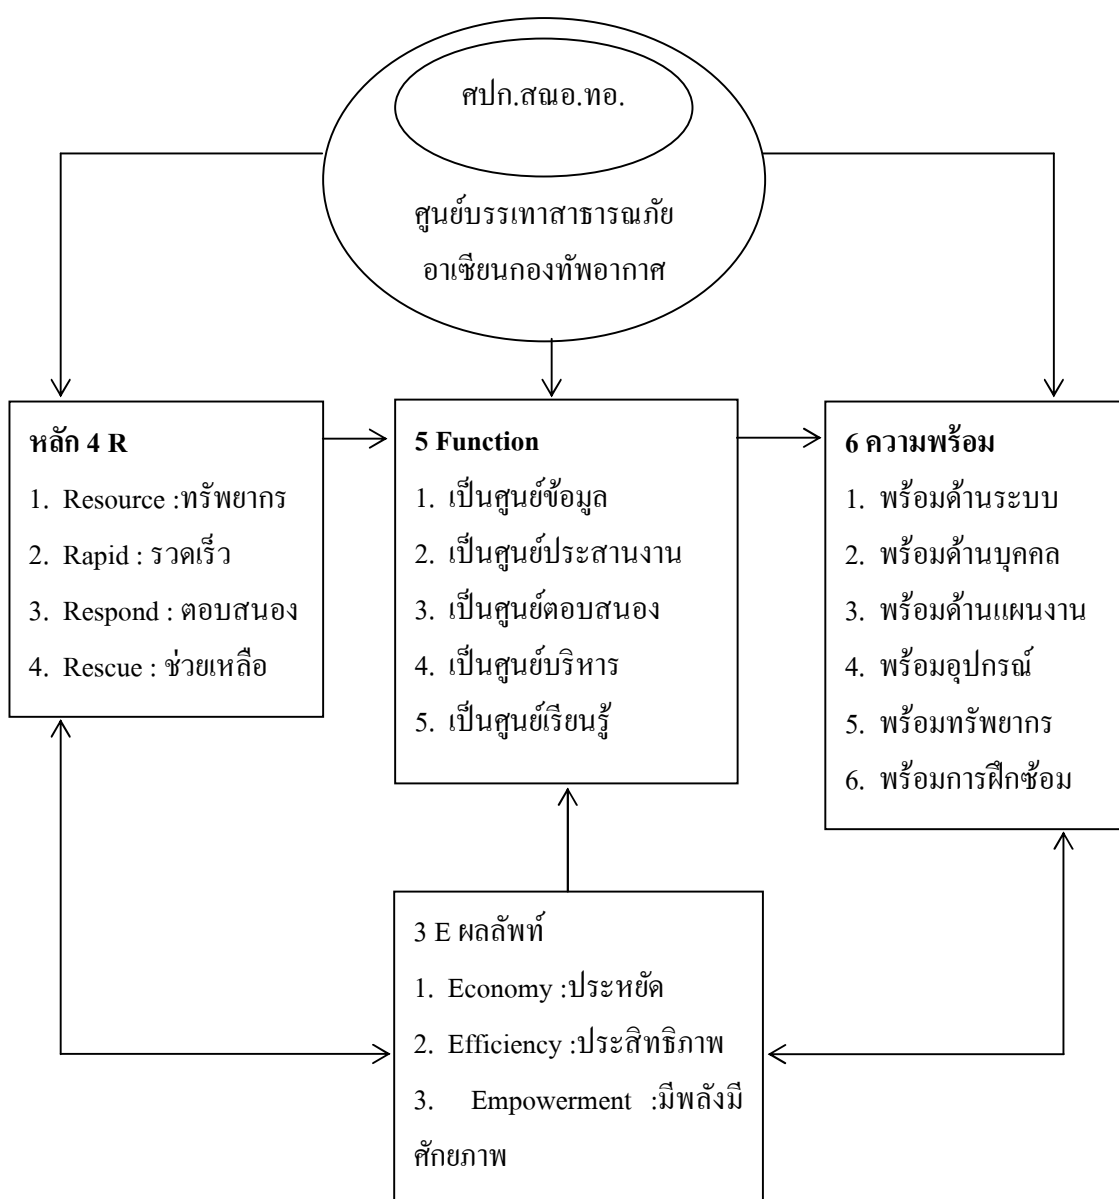 ศปก.สณอ.ทอ.
ศูนย์บรรเทาสาธารณภัย
อาเซียนกองทัพอากาศ
หลัก 4 R
1. Resource :ทรัพยากร
2. Rapid : รวดเร็ว
3. Respond : ตอบสนอง
4. Rescue : ช่วยเหลือ
5 Function
1. เป็นศูนย์ข้อมูล
2. เป็นศูนย์ประสานงาน
3. เป็นศูนย์ตอบสนอง
4. เป็นศูนย์บริหาร
5. เป็นศูนย์เรียนรู้
6 ความพร้อม
1. พร้อมด้านระบบ
2. พร้อมด้านบุคคล
3. พร้อมด้านแผนงาน
4. พร้อมอุปกรณ์
5. พร้อมทรัพยากร
6. พร้อมการฝึกซ้อม
3 E ผลลัพท์
1. Economy :ประหยัด
2. Efficiency :ประสิทธิภาพ
3. Empowerment :มีพลังมี
ศักยภาพ